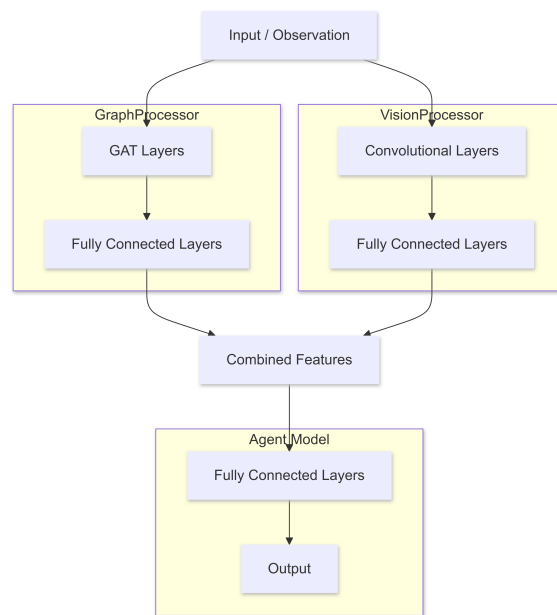 Input / Observation
GraphProcessor
GAT Layers
Fully Connected Layers
VisionProcessor
Convolutional Layers
Fully Connected Layers
Combined Features
Agent Model
Fully Connected Layers
Output